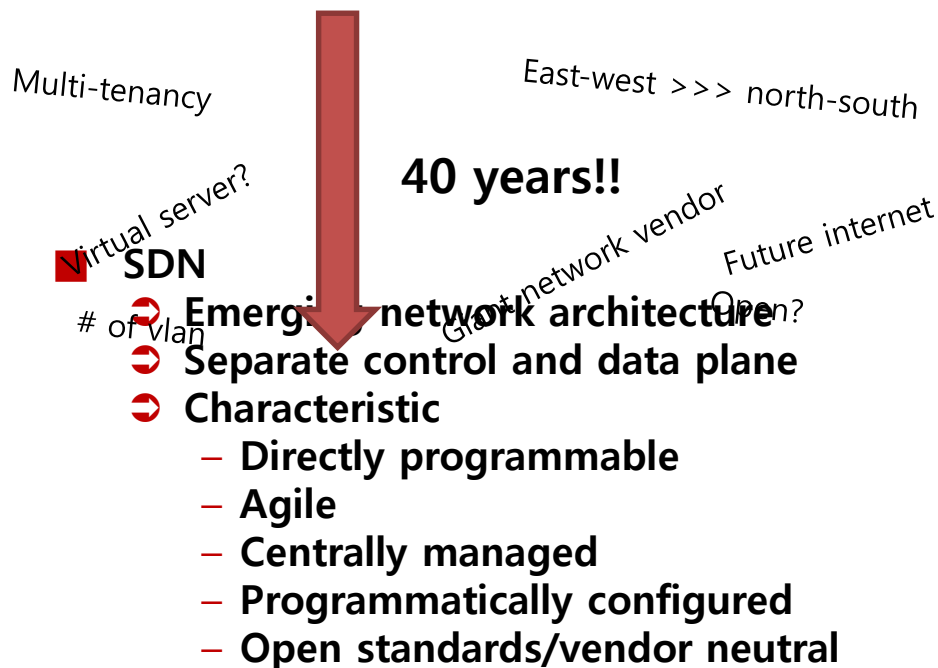 Multi-tenancy
East-west >>> north-south
40 years!!
Virtual server?
Giant network vendor
Future internet
SDN
Open?
# of vlan
Emerging network architecture
Separate control and data plane
Characteristic
– Directly programmable
– Agile
– Centrally managed
– Programmatically configured
– Open standards/vendor neutral